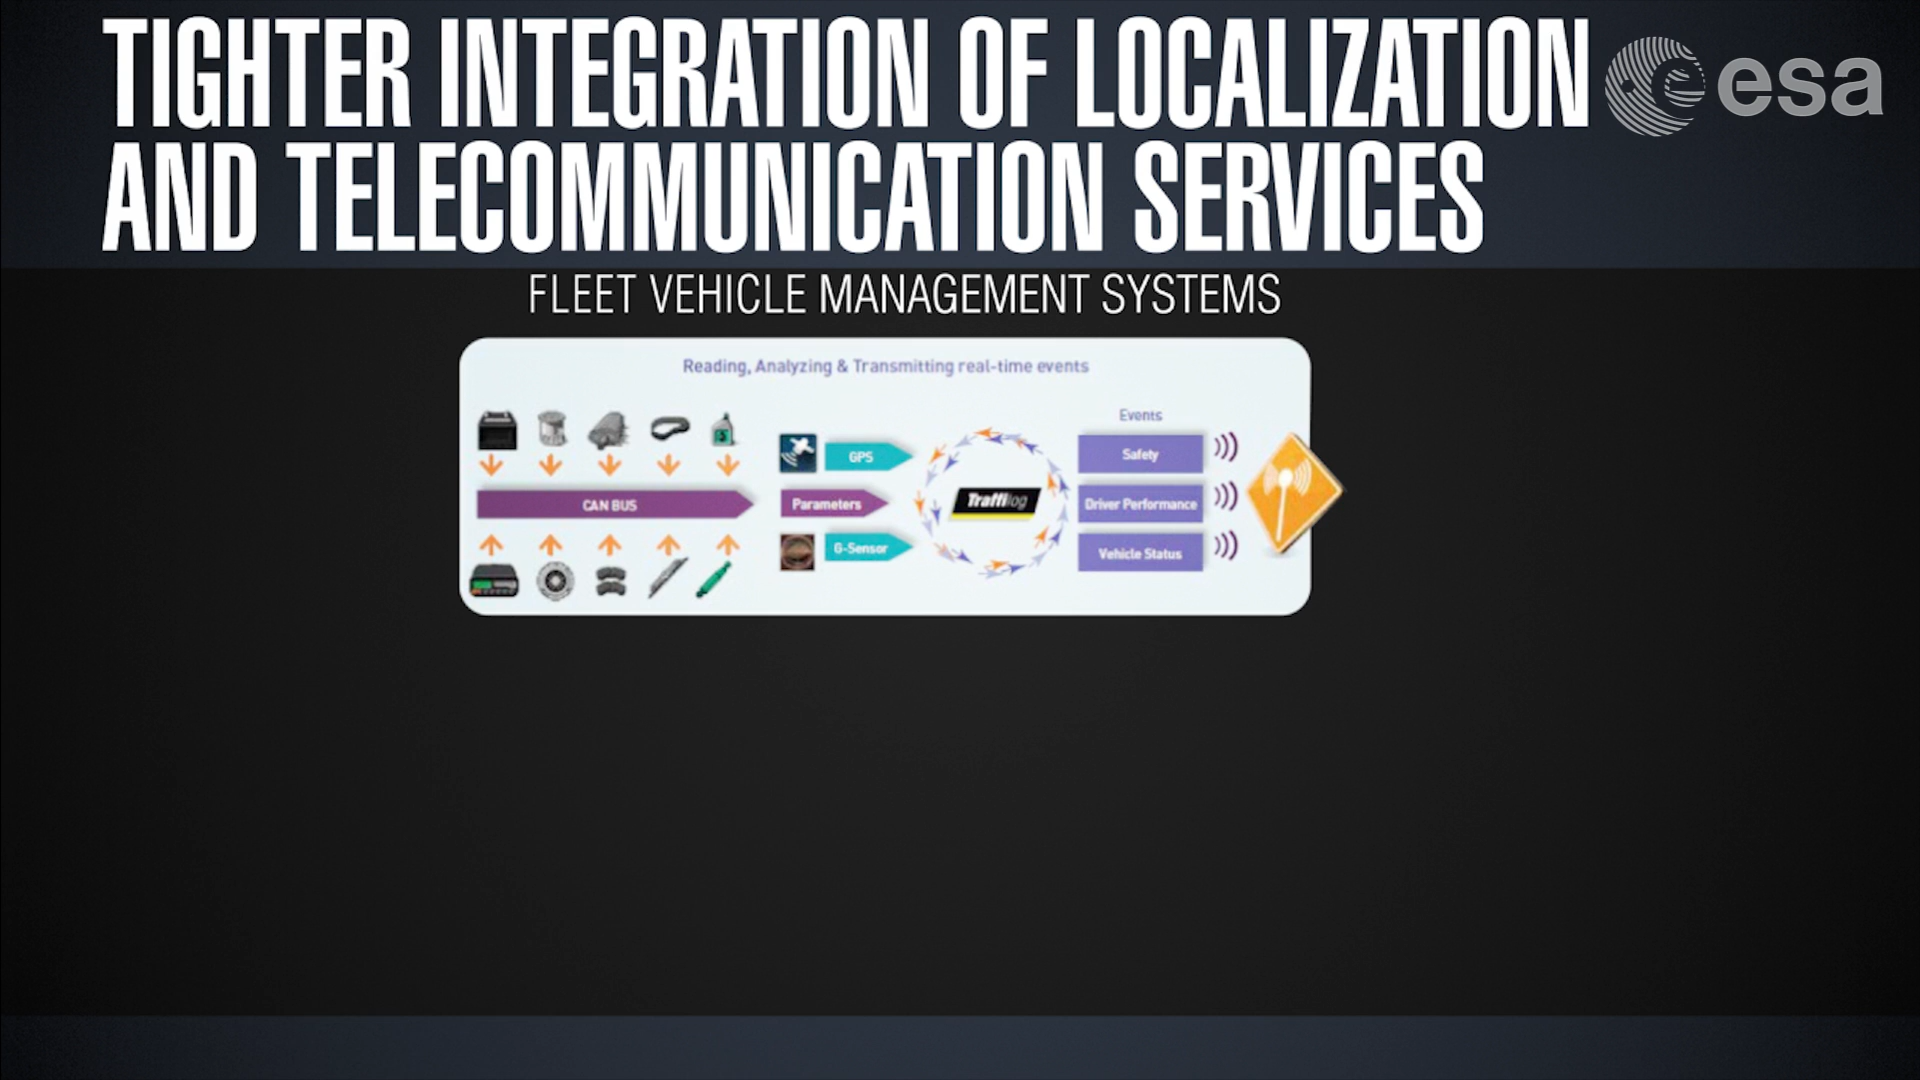 TIGHTER INTEGRATION OF LOCALIZATION
AND TELECOMMUNICATION SERVICES
esa
FLEET VEHICLE MANAGEMENT SYSTEMS
Reading, Analyzing & Transmitting real-time events
Events
GPS
Safety
CAN BUS
Parameters
Traffilog
Driver Performance
G-Sensor
Vehicle Status